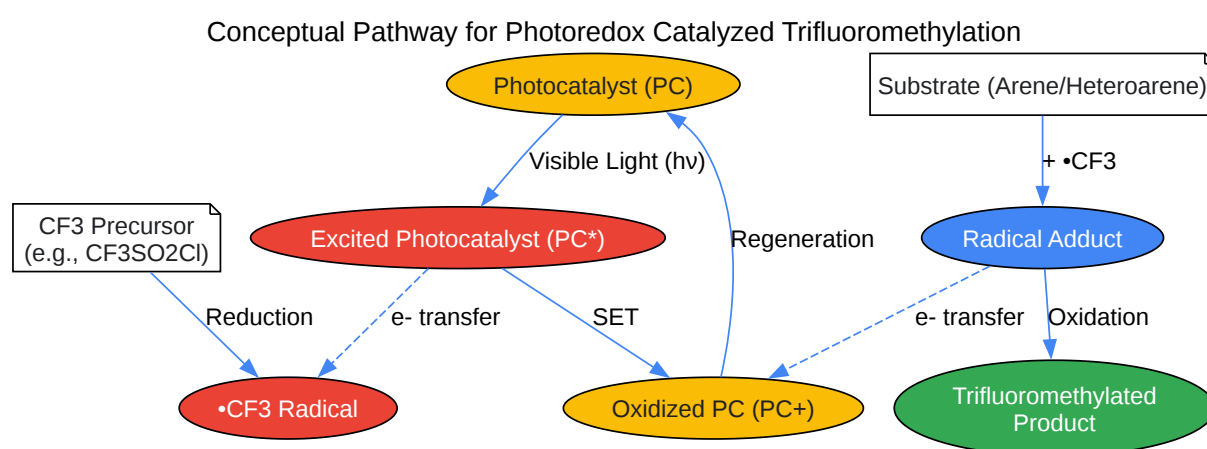 Conceptual Pathway for Photoredox Catalyzed Trifluoromethylation
Photocatalyst (PC)
Substrate (Arene/Heteroarene)
Visible Light (hν)
+ •CF3
CF3 Precursor
(e.g., CF3SO2Cl)
Excited Photocatalyst (PC*)
Regeneration
Radical Adduct
Reduction
e- transfer
SET
e- transfer
Oxidation
•CF3 Radical
Oxidized PC (PC+)
Trifluoromethylated
Product